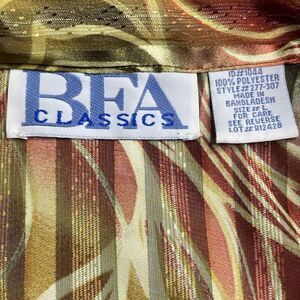 BFA
CLASSICS
ID#1044
100% POLYESTER
STYLE# 277-307
MADE IN
BANGLADESH
SIZE# L
FOR CARE
SEE REVERSE
LOT#912428